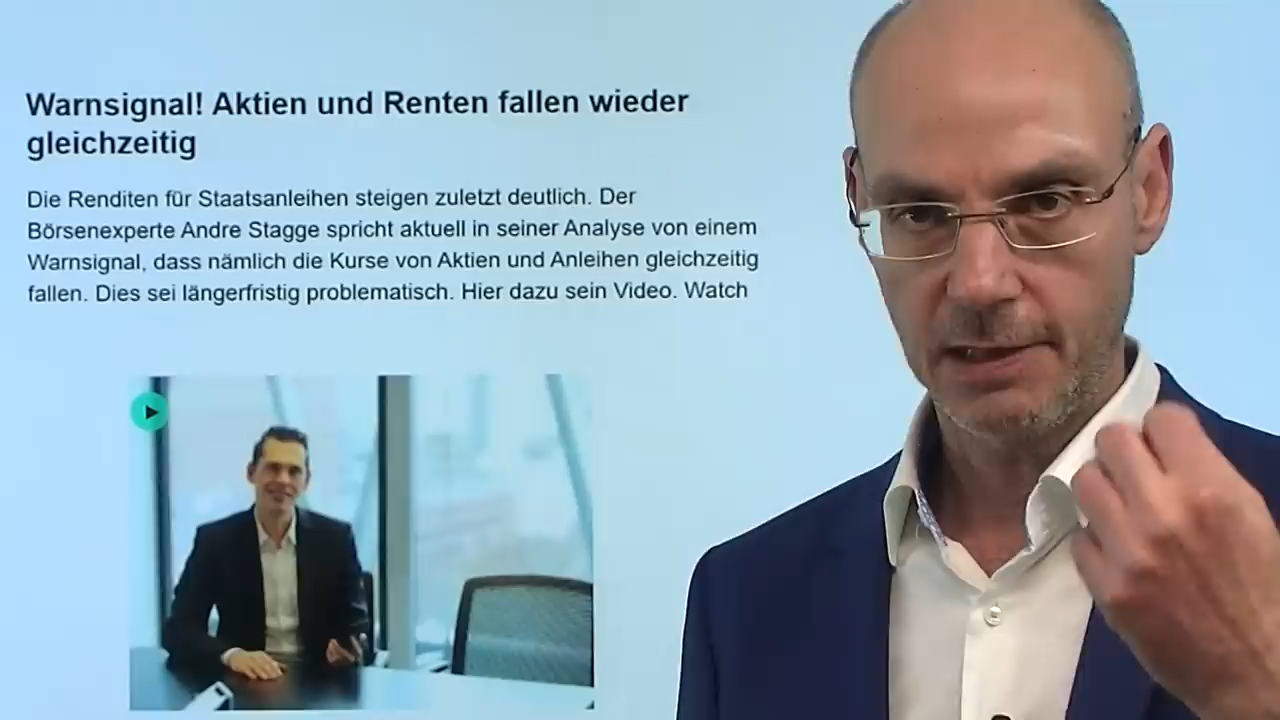 Warnsignal! Aktien und Renten fallen wieder
gleichzeitig
Die Renditen für Staatsanleihen steigen zuletzt deutlich. Der
Börsenexperte Andre Stagge spricht aktuell in seiner Analyse von einem
Warnsignal, dass nämlich die Kurse von Aktien und Anleihen gleichzeitig
fallen. Dies sei längerfristig problematisch. Hier dazu sein Video. Watch